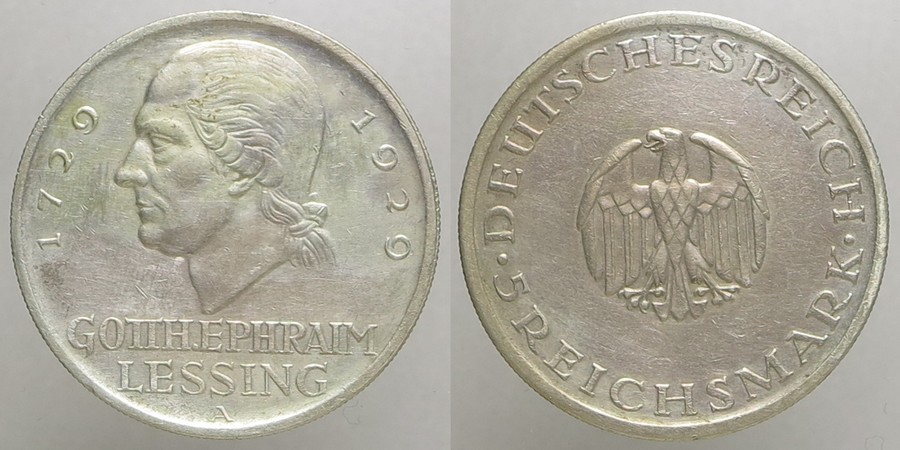 1729
1929
GOTTH.EPHRAIM
LESSING
A
·DEUTSCHES REICH·
5 REICHSMARK